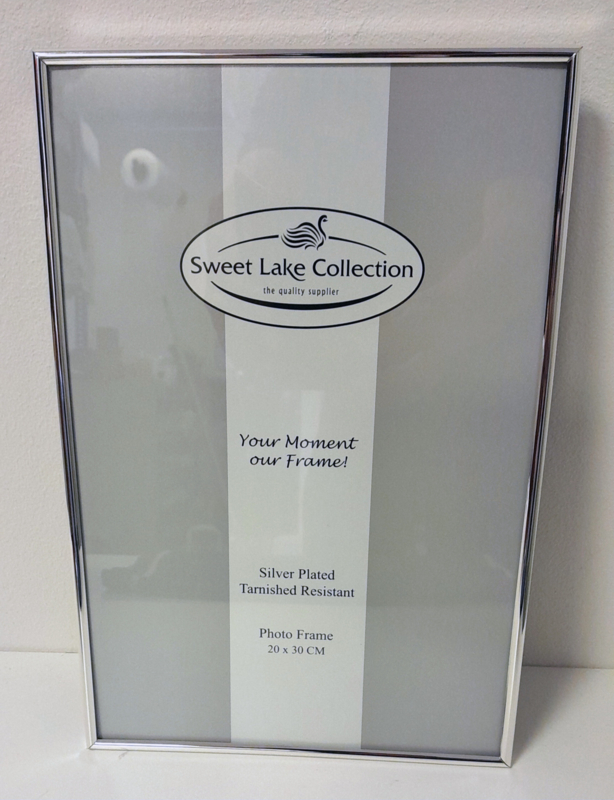 Sweet Lake Collection
the quality supplier
Your Moment
our Frame!
Silver Plated
Tarnished Resistant
Photo Frame
20 x 30 CM